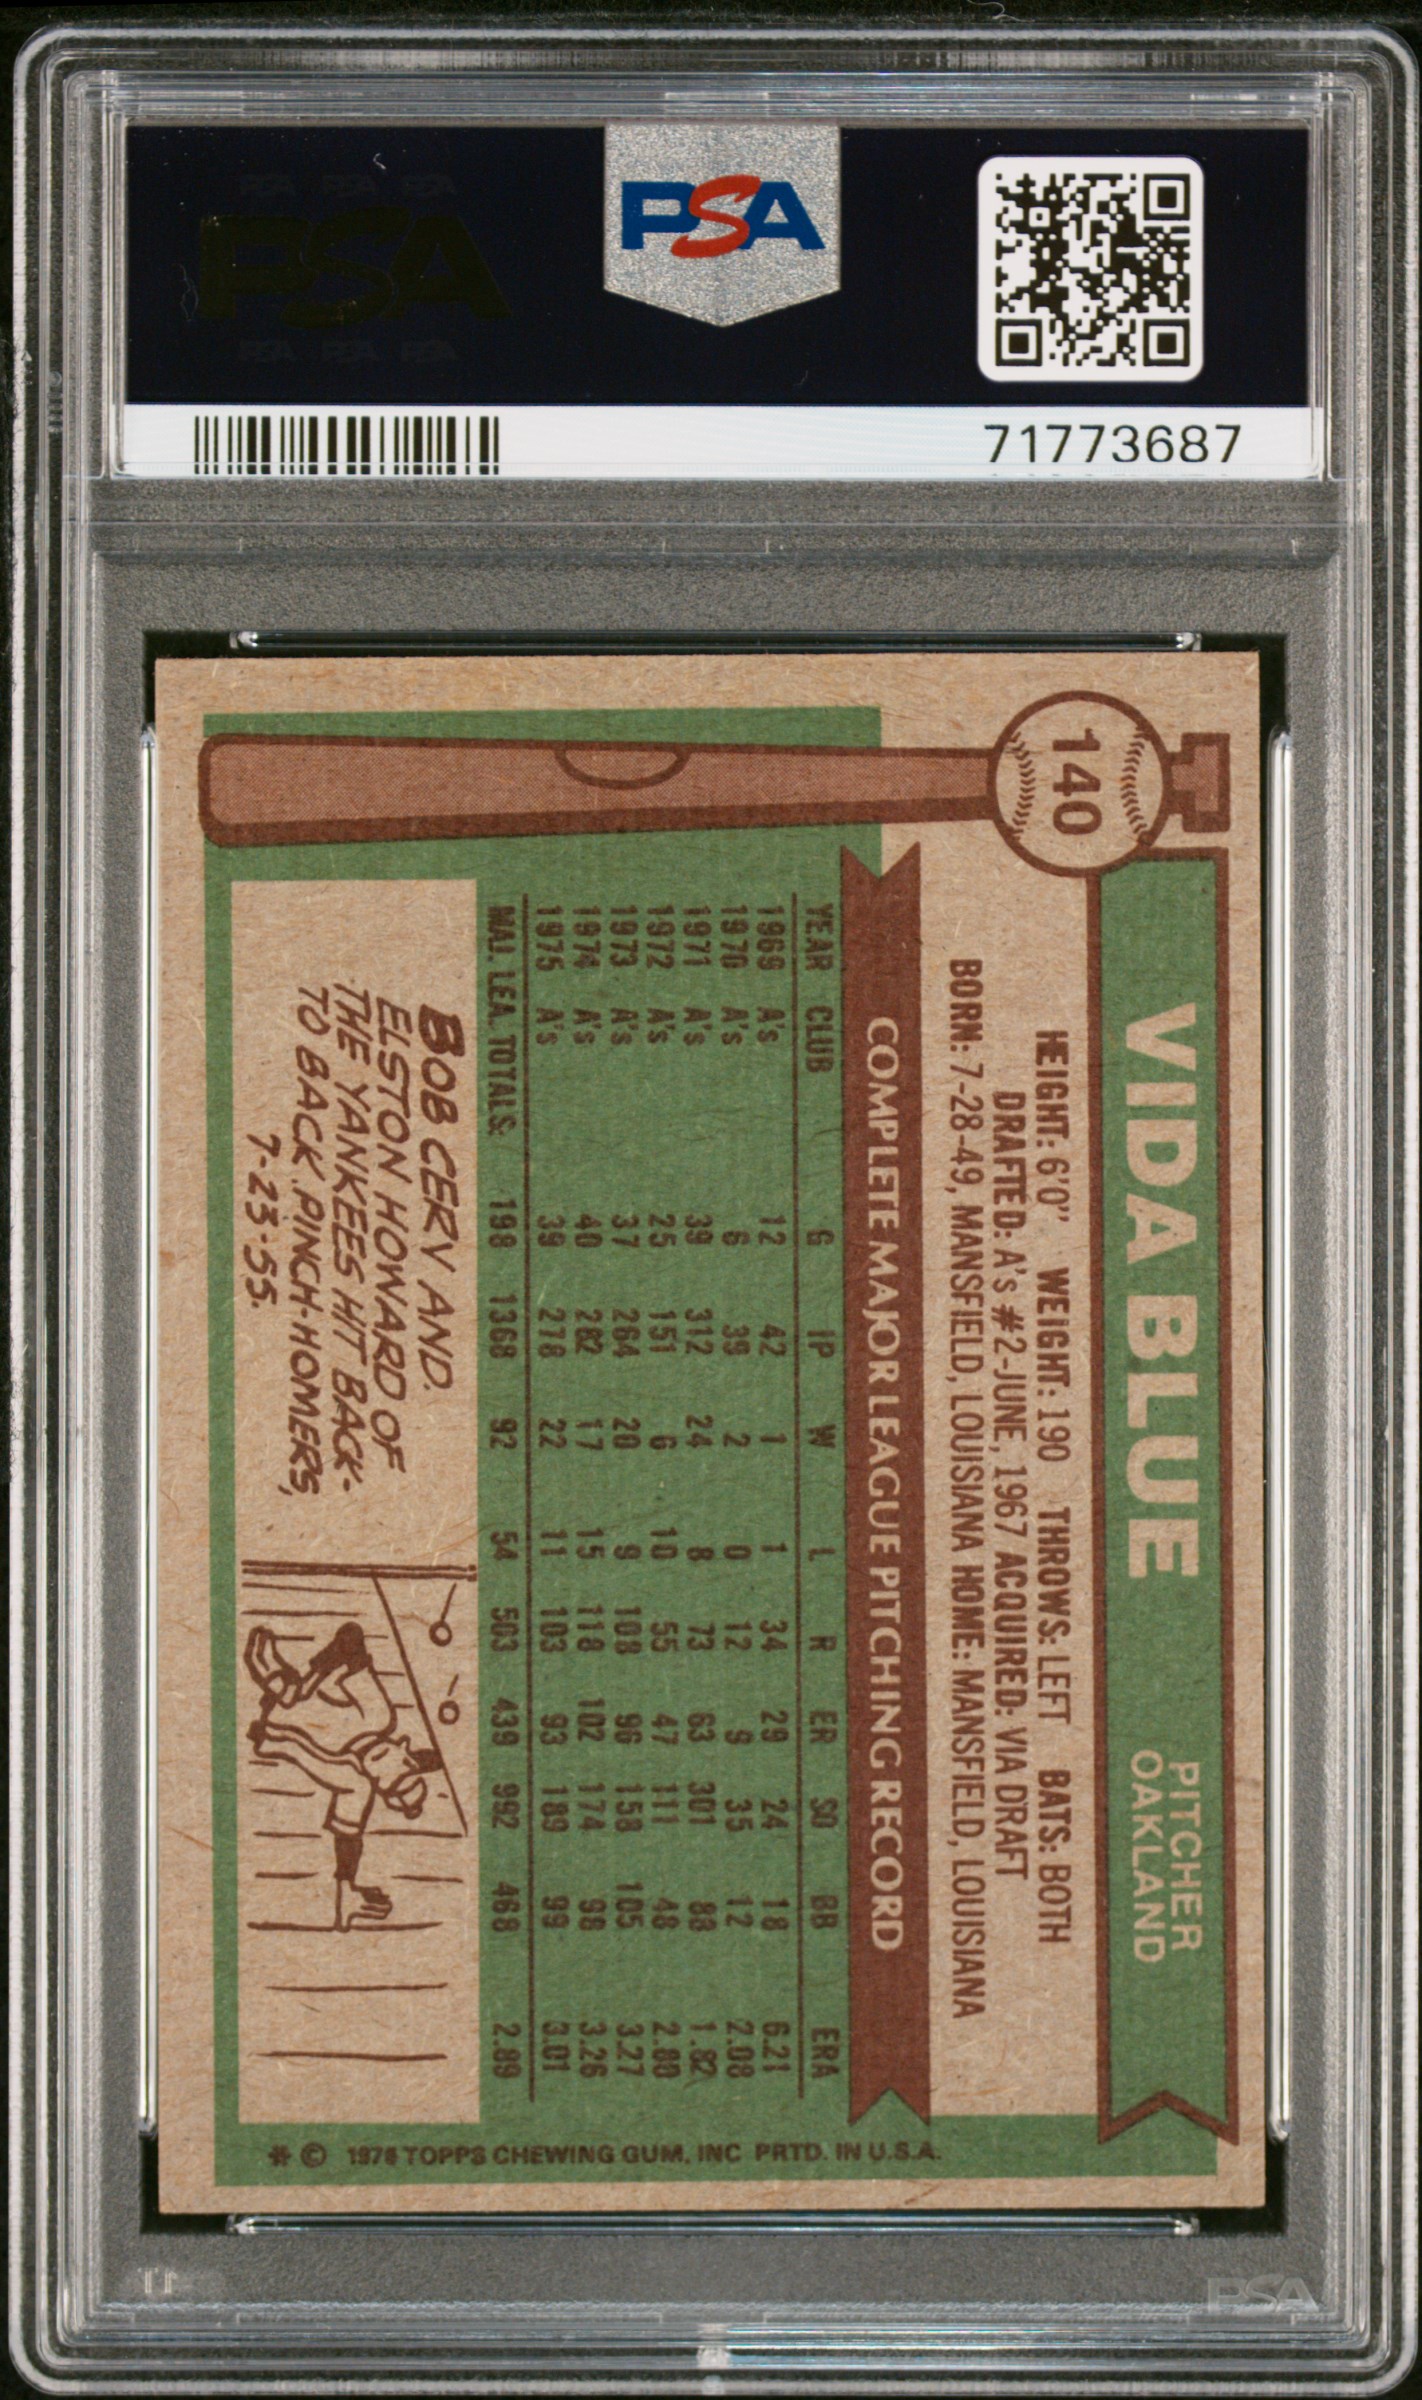 PSA PSA PSA
PSA
PSA PSA PSA
PSA
71773687
140
VIDA BLUE
PITCHER
OAKLAND
HEIGHT: 6'0" WEIGHT: 190 THROWS: LEFT BATS: BOTH
DRAFTED: A's #2-JUNE, 1967 ACQUIRED: VIA DRAFT
BORN: 7-28-49, MANSFIELD, LOUISIANA HOME: MANSFIELD, LOUISIANA
COMPLETE MAJOR LEAGUE PITCHING RECORD
YEAR CLUB G IP W L R ER SO BB ERA
1969 A's 12 42 1 1 34 29 24 18 6.21
1970 A's 6 39 2 0 12 9 35 12 2.08
1971 A's 39 312 24 8 73 63 301 88 1.82
1972 A's 25 151 6 10 55 47 111 48 2.80
1973 A's 37 264 20 9 108 96 158 105 3.27
1974 A's 40 282 17 15 118 102 174 98 3.26
1975 A's 39 278 22 11 103 93 189 99 3.01
MAJ. LEA. TOTALS 198 1368 92 54 503 439 992 468 2.89
BOB CERV AND
ELSTON HOWARD OF
THE YANKEES HIT BACK-
TO BACK PINCH-HOMERS,
7-23-55.
* © 1976 TOPPS CHEWING GUM, INC PRTD. IN U.S.A.
PSA